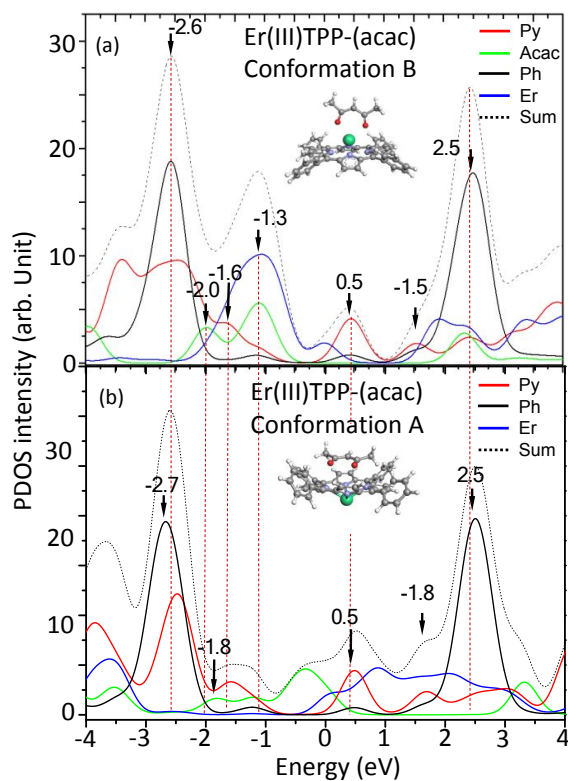 (a)
Er(III)TPP-(acac)
Conformation B
Py
Acac
Ph
Er
Sum
-2.6
-2.0
-1.6
-1.3
0.5
-1.5
2.5
30
20
10
0
PDOS intensity (arb. Unit)
(b)
Er(III)TPP-(acac)
Conformation A
Py
Ph
Er
Sum
-2.7
-1.8
0.5
-1.8
2.5
30
20
10
0
-4 -3 -2 -1 0 1 2 3 4
Energy (eV)